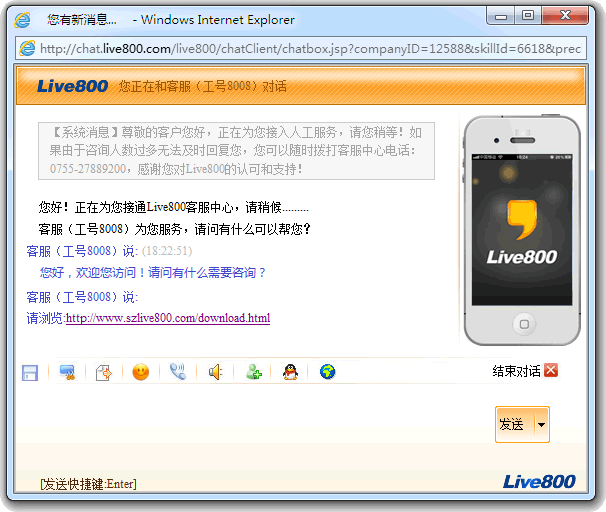 您有新消息... - Windows Internet Explorer
http://chat.live800.com/live800/chatClient/chatbox.jsp?companyID=12588&skillId=6618&prec
Live800 您正在和客服（工号8008）对话
【系统消息】尊敬的客户您好，正在为您接入人工服务，请您稍等！如
果由于咨询人数过多无法及时回复您，您可以随时拔打客服中心电话：
0755-27889200，感谢您对Live800的认可和支持！
您好！正在为您接通Live800客服中心，请稍候.........
客服（工号8008）为您服务，请问有什么可以帮您？
客服（工号8008）说: (18:22:51)
您好，欢迎您访问！请问有什么需要咨询？
客服（工号8008）说:
请浏览:http://www.szlive800.com/download.html
Live800
结束对话
发送
[发送快捷键:Enter]
Live800